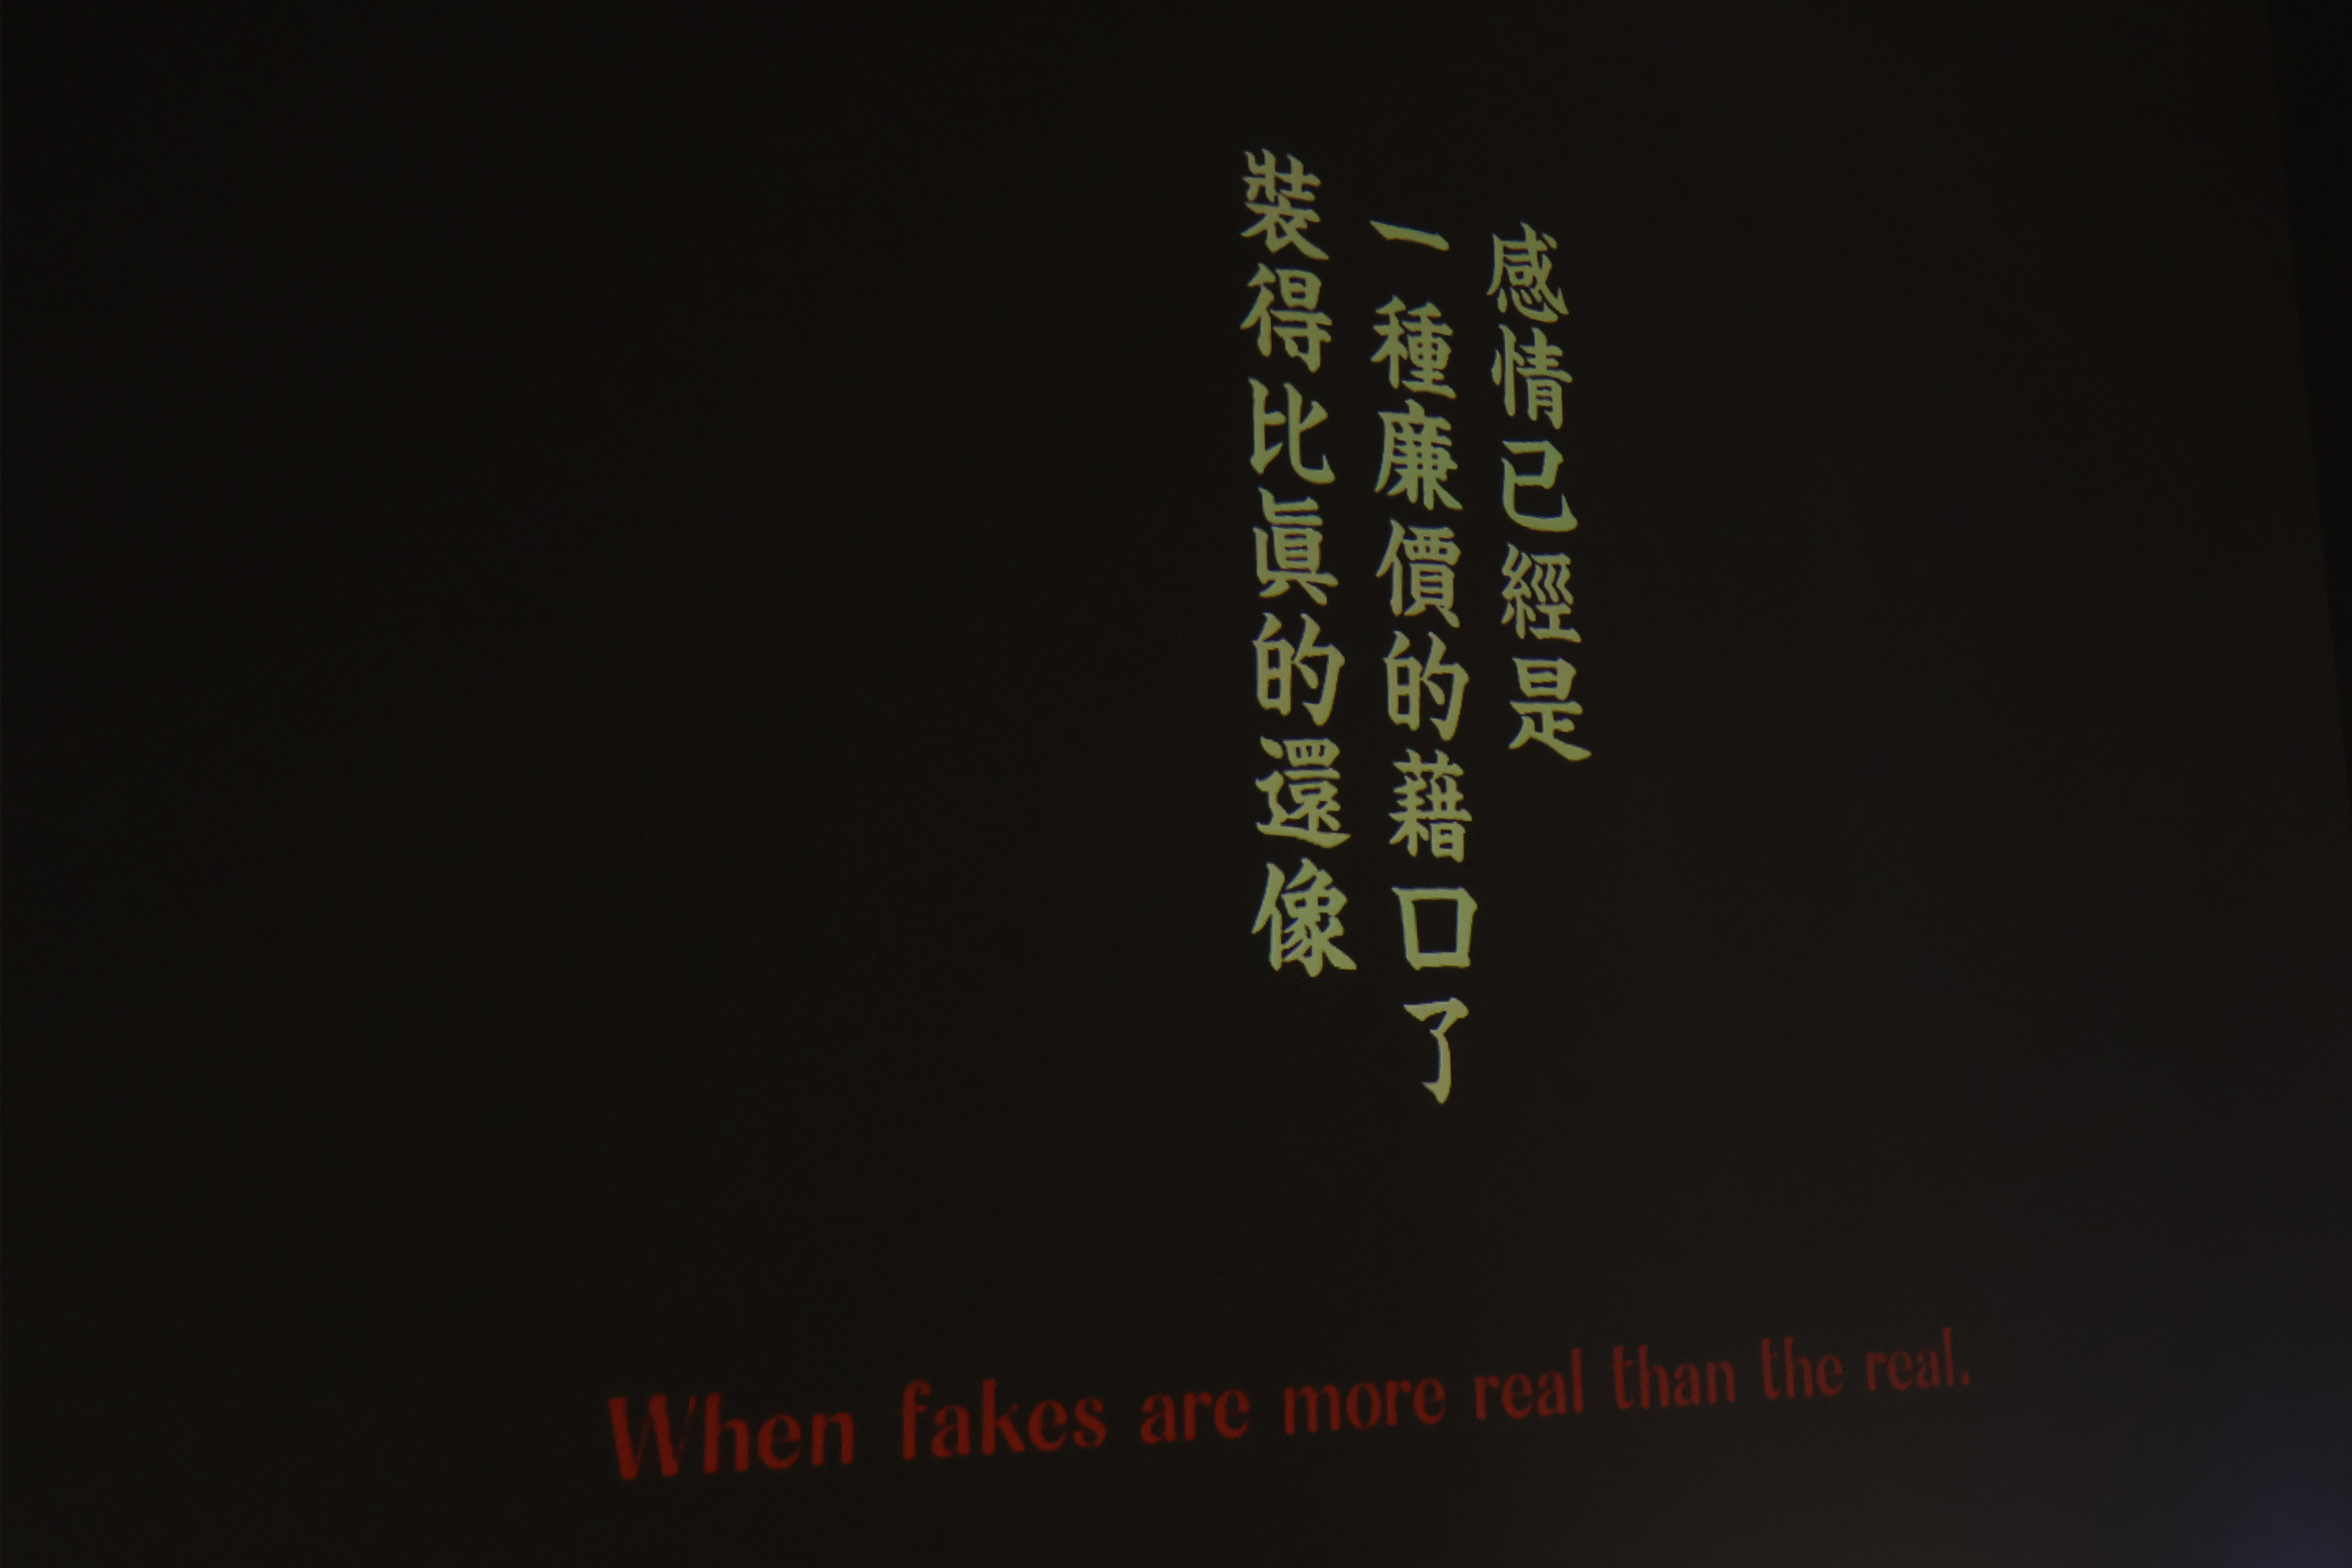 感情已經是
一種廉價的藉口了
裝得比真的還像
When fakes are more real than the real.